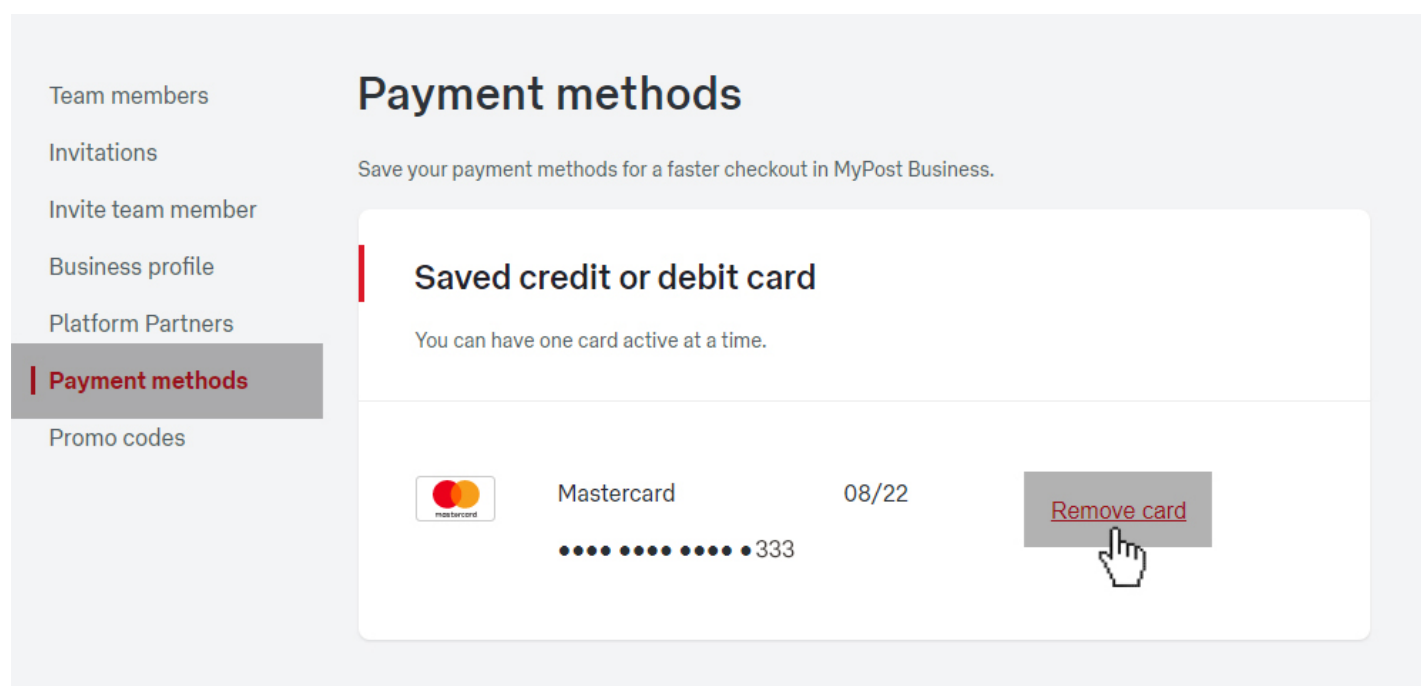 Team members
Invitations
Invite team member
Business profile
Platform Partners
Payment methods
Promo codes
Payment methods
Save your payment methods for a faster checkout in MyPost Business.
Saved credit or debit card
You can have one card active at a time.
mastercard
Mastercard 08/22 Remove card
•••• •••• •••• •333